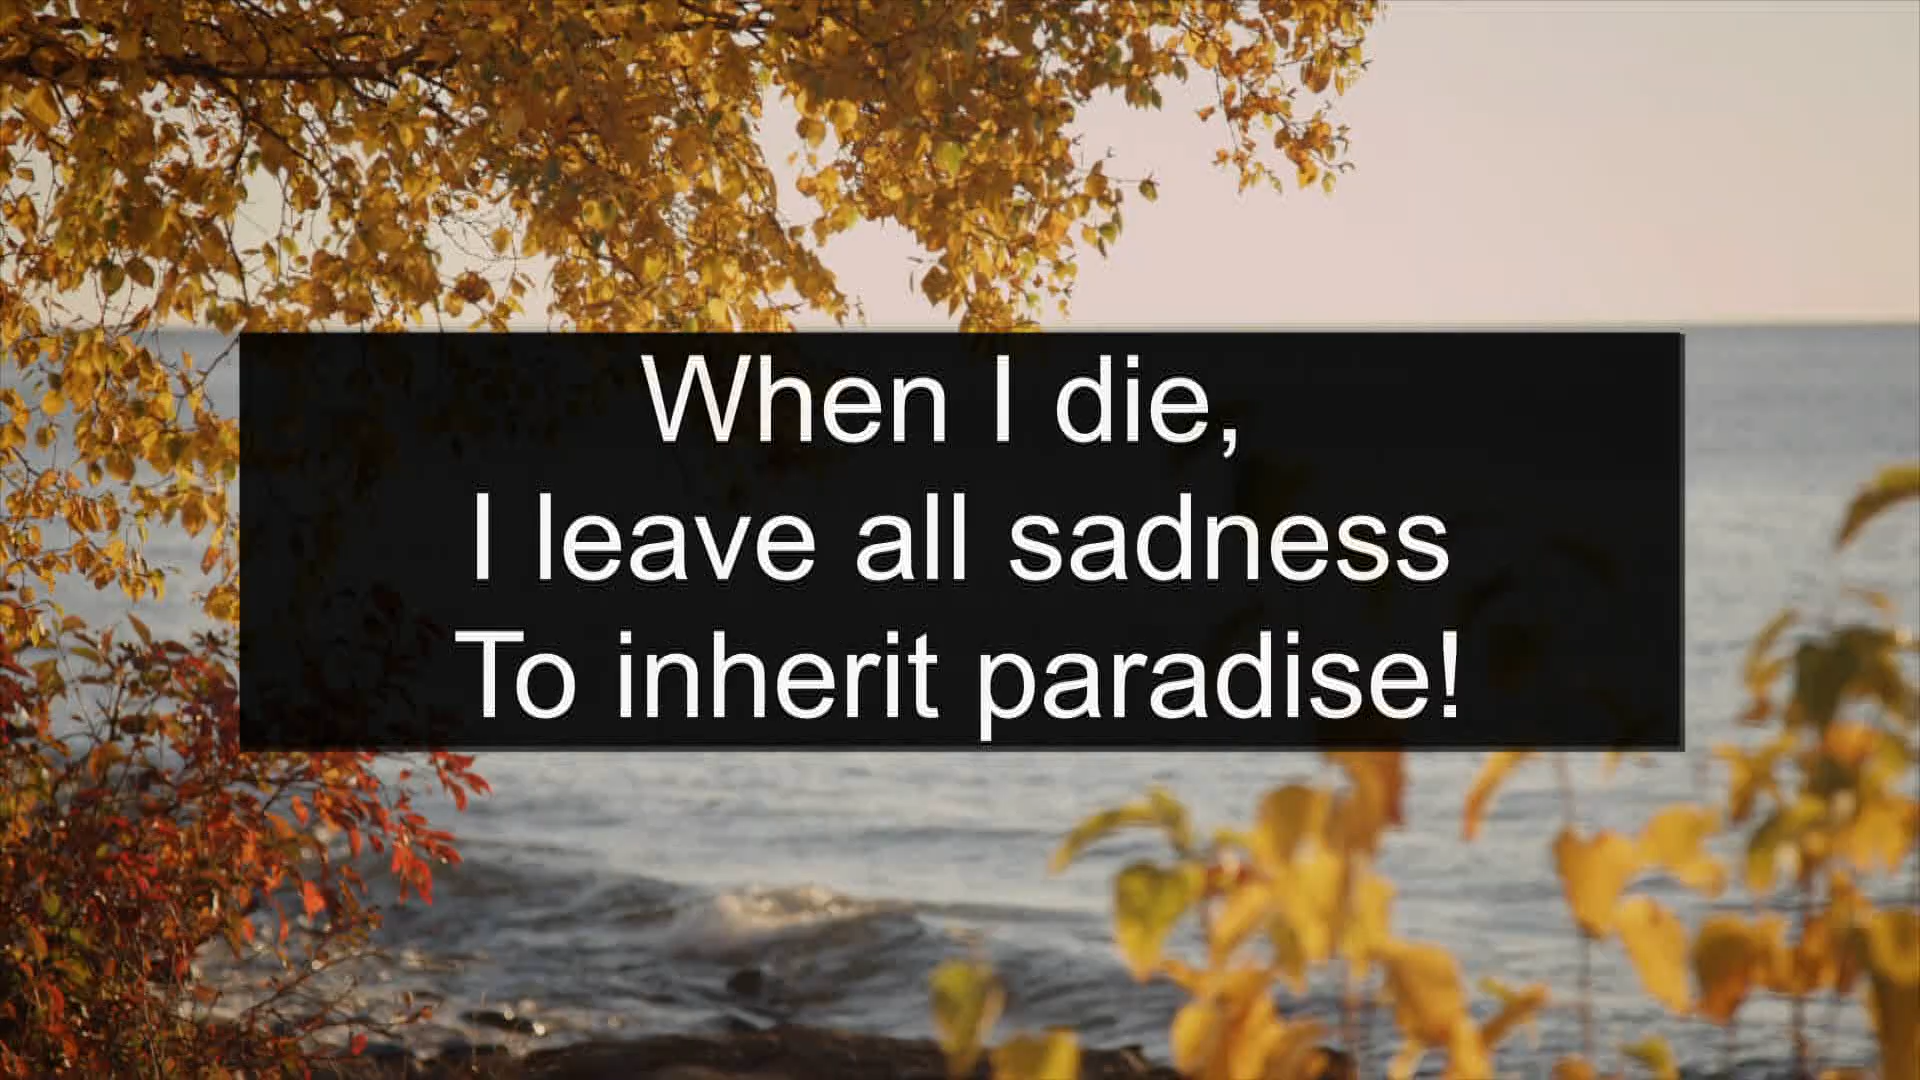 When I die,
I leave all sadness
To inherit paradise!